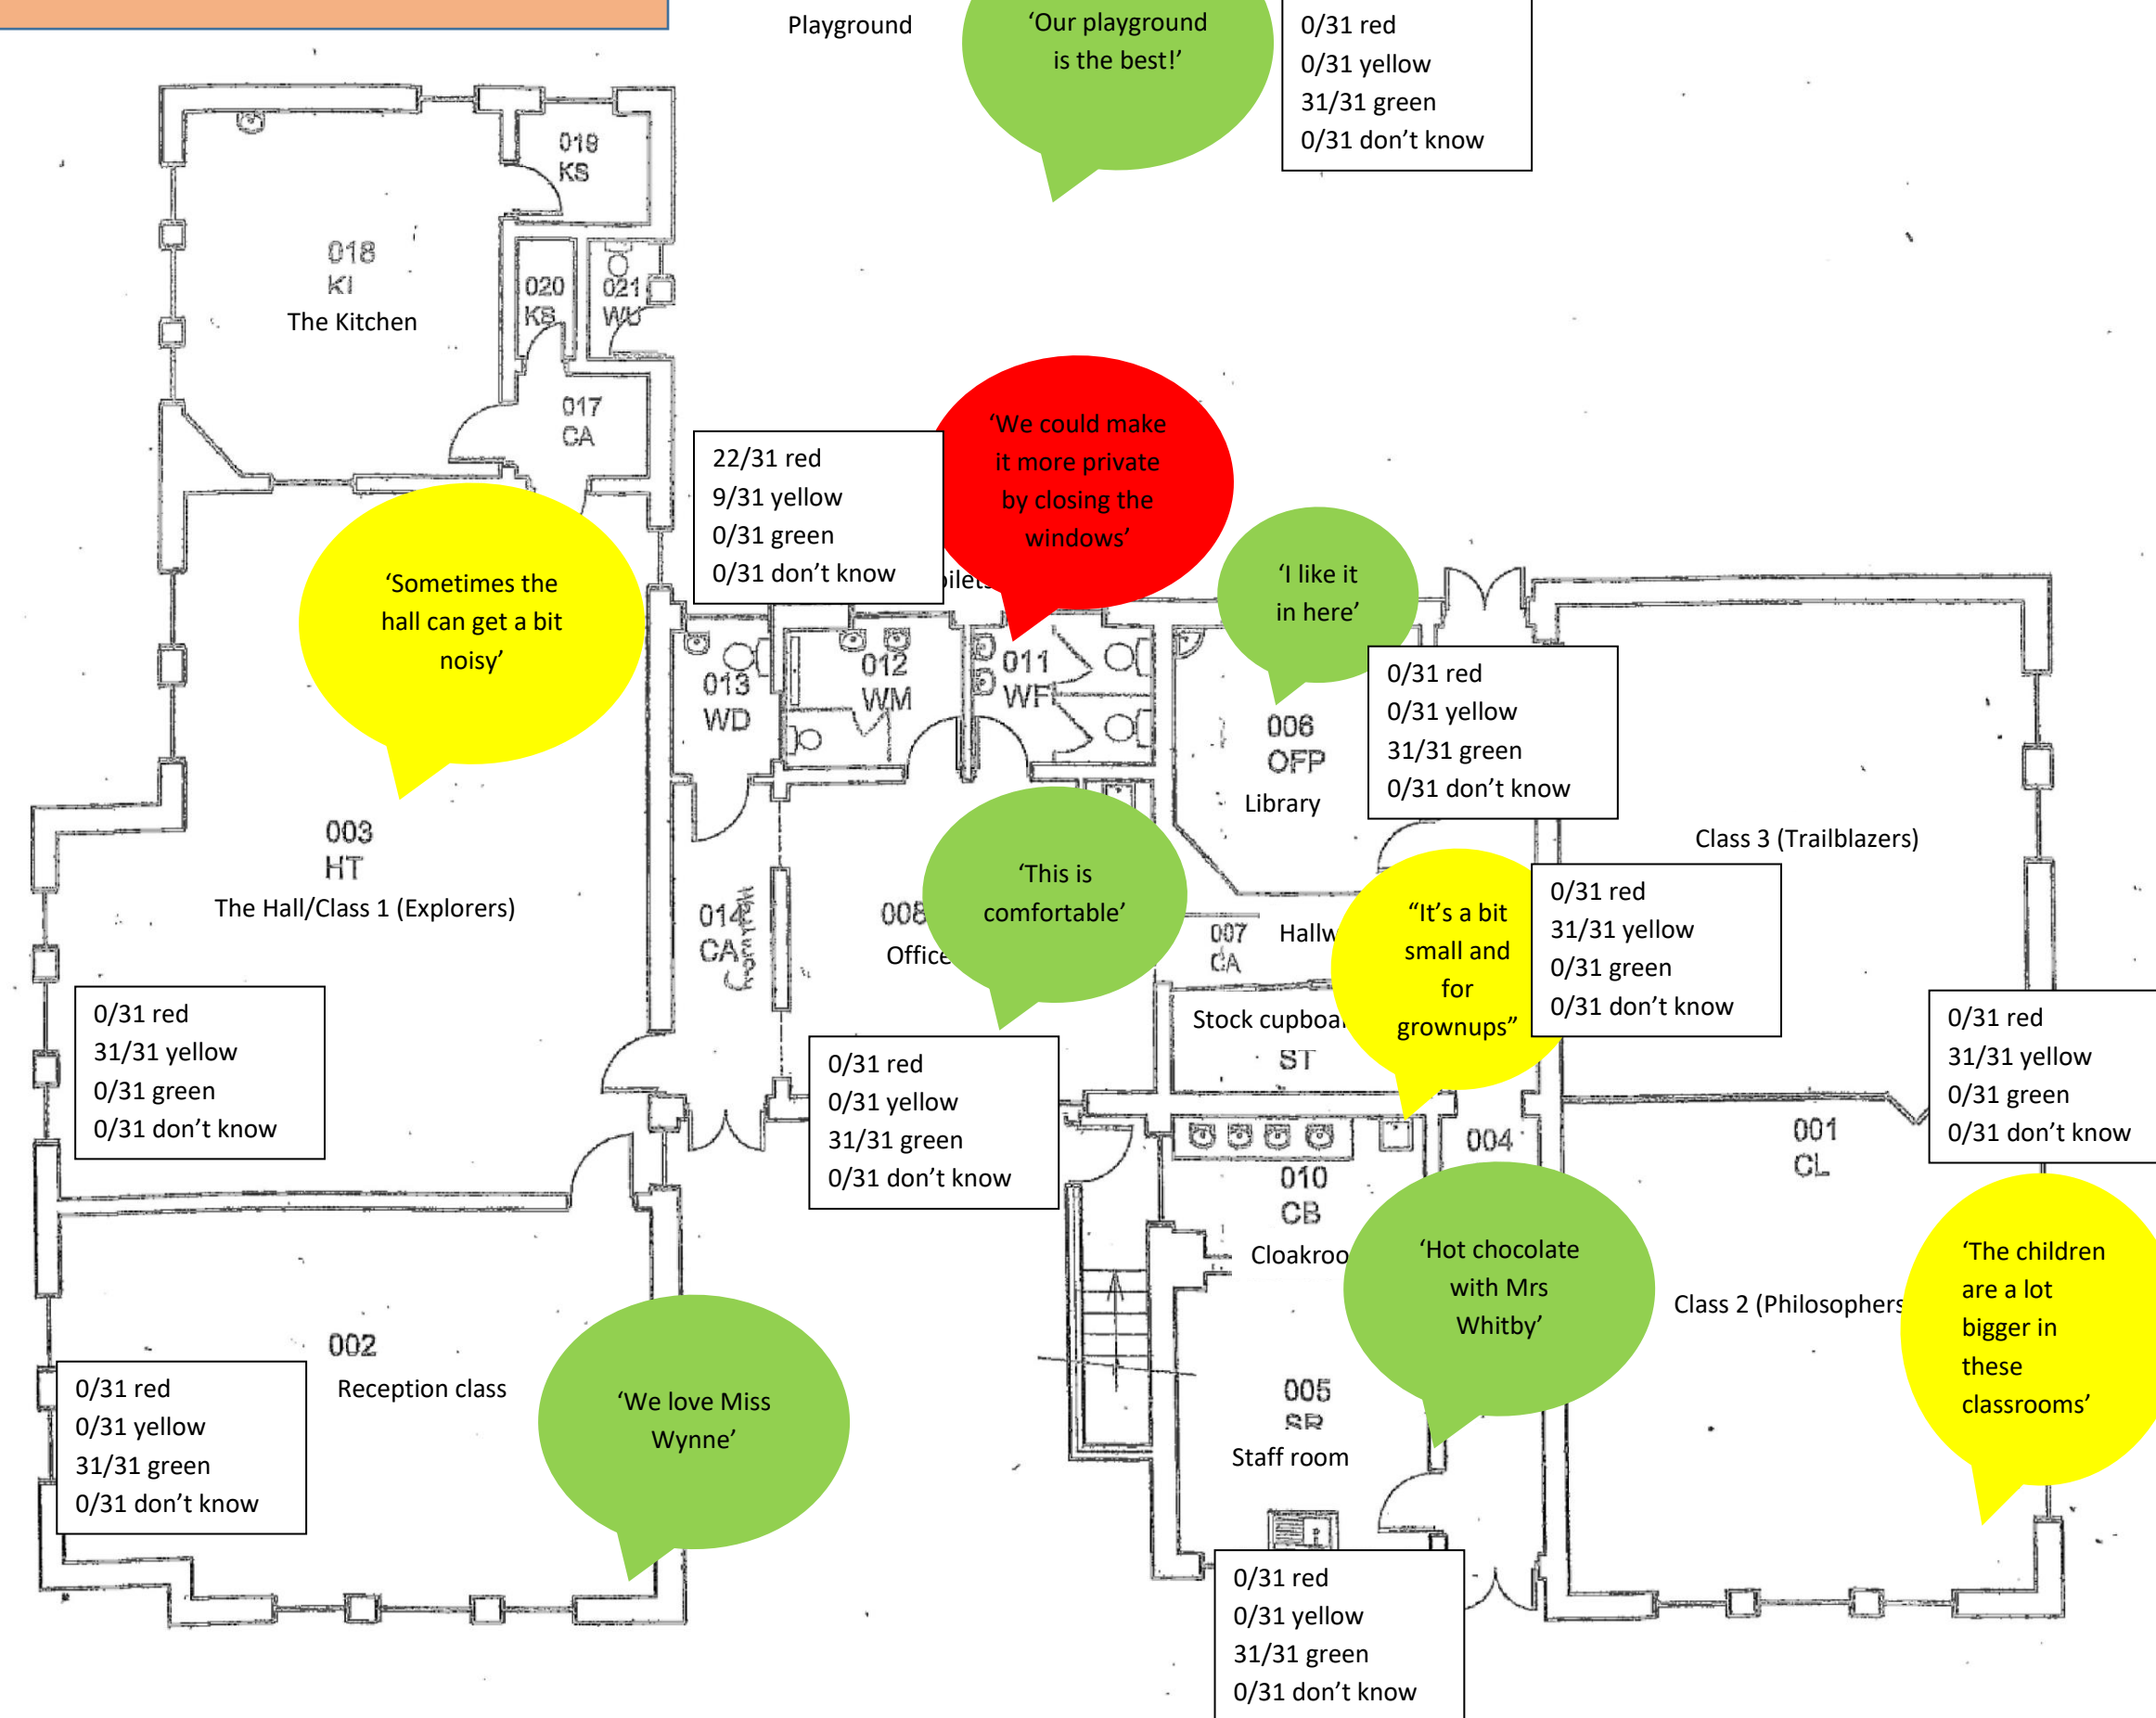 Playground
‘Our playground
is the best!’
0/31 red
0/31 yellow
31/31 green
0/31 don’t know
019
KS
018
KI
The Kitchen
020
KS
021
WU
017
CA
22/31 red
9/31 yellow
0/31 green
0/31 don’t know
‘We could make
it more private
by closing the
windows’
‘Sometimes the
hall can get a bit
noisy’
‘I like it
in here’
013
WD
012
WM
011
WF
006
OFP
Library
0/31 red
0/31 yellow
31/31 green
0/31 don’t know
003
HT
The Hall/Class 1 (Explorers)
014
CA
008
Office
‘This is
comfortable’
007
CA
Class 3 (Trailblazers)
“It’s a bit
small and
for
grownups”
0/31 red
31/31 yellow
0/31 green
0/31 don’t know
Stock
ST
0/31 red
31/31 yellow
0/31 green
0/31 don’t know
0/31 red
0/31 yellow
31/31 green
0/31 don’t know
0/31 red
31/31 yellow
0/31 green
0/31 don’t know
010
CB
004
001
CL
‘Hot chocolate
with Mrs
Whitby’
Class 2 (Philosophers
‘The children
are a lot
bigger in
these
classrooms’
002
Reception class
0/31 red
0/31 yellow
31/31 green
0/31 don’t know
‘We love Miss
Wynne’
005
SR
Staff room
0/31 red
0/31 yellow
31/31 green
0/31 don’t know